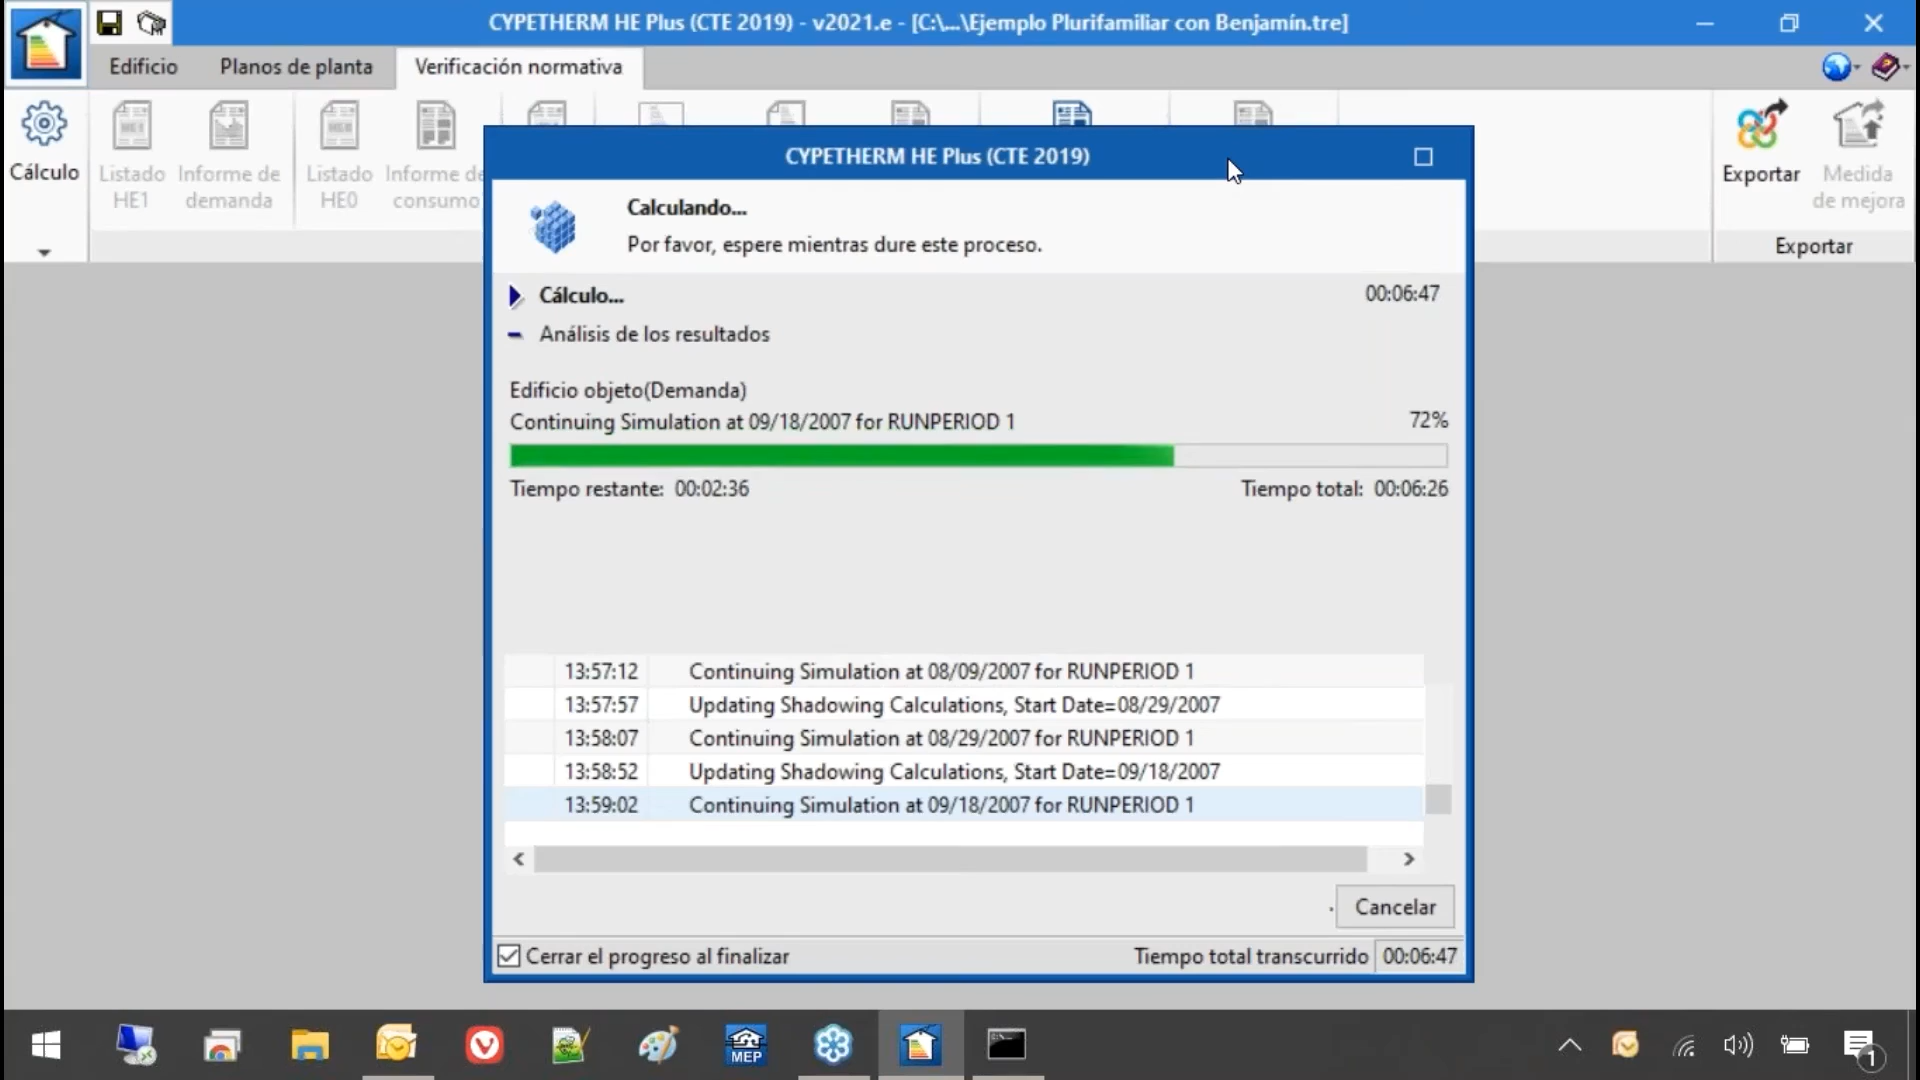 CYPETHERM HE Plus (CTE 2019) - v2021.e - [C:\...\Ejemplo Plurifamiliar con Benjamín.tre]
Edificio
Planos de planta
Verificación normativa
Cálculo
Listado
HE1
Informe de
demanda
Listado
HE0
Informe de
consumo
Exportar
Medida
de mejora
Exportar
CYPETHERM HE Plus (CTE 2019)
Calculando...
Por favor, espere mientras dure este proceso.
Cálculo...
00:06:47
Análisis de los resultados
Edificio objeto(Demanda)
Continuing Simulation at 09/18/2007 for RUNPERIOD 1
72%
Tiempo restante: 00:02:36
Tiempo total: 00:06:26
13:57:12 Continuing Simulation at 08/09/2007 for RUNPERIOD 1
13:57:57 Updating Shadowing Calculations, Start Date=08/29/2007
13:58:07 Continuing Simulation at 08/29/2007 for RUNPERIOD 1
13:58:52 Updating Shadowing Calculations, Start Date=09/18/2007
13:59:02 Continuing Simulation at 09/18/2007 for RUNPERIOD 1
Cancelar
Cerrar el progreso al finalizar
Tiempo total transcurrido 00:06:47
MEP
1